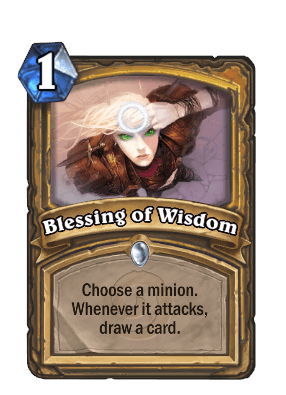 1
Blessing of Wisdom
Choose a minion.
Whenever it attacks,
draw a card.